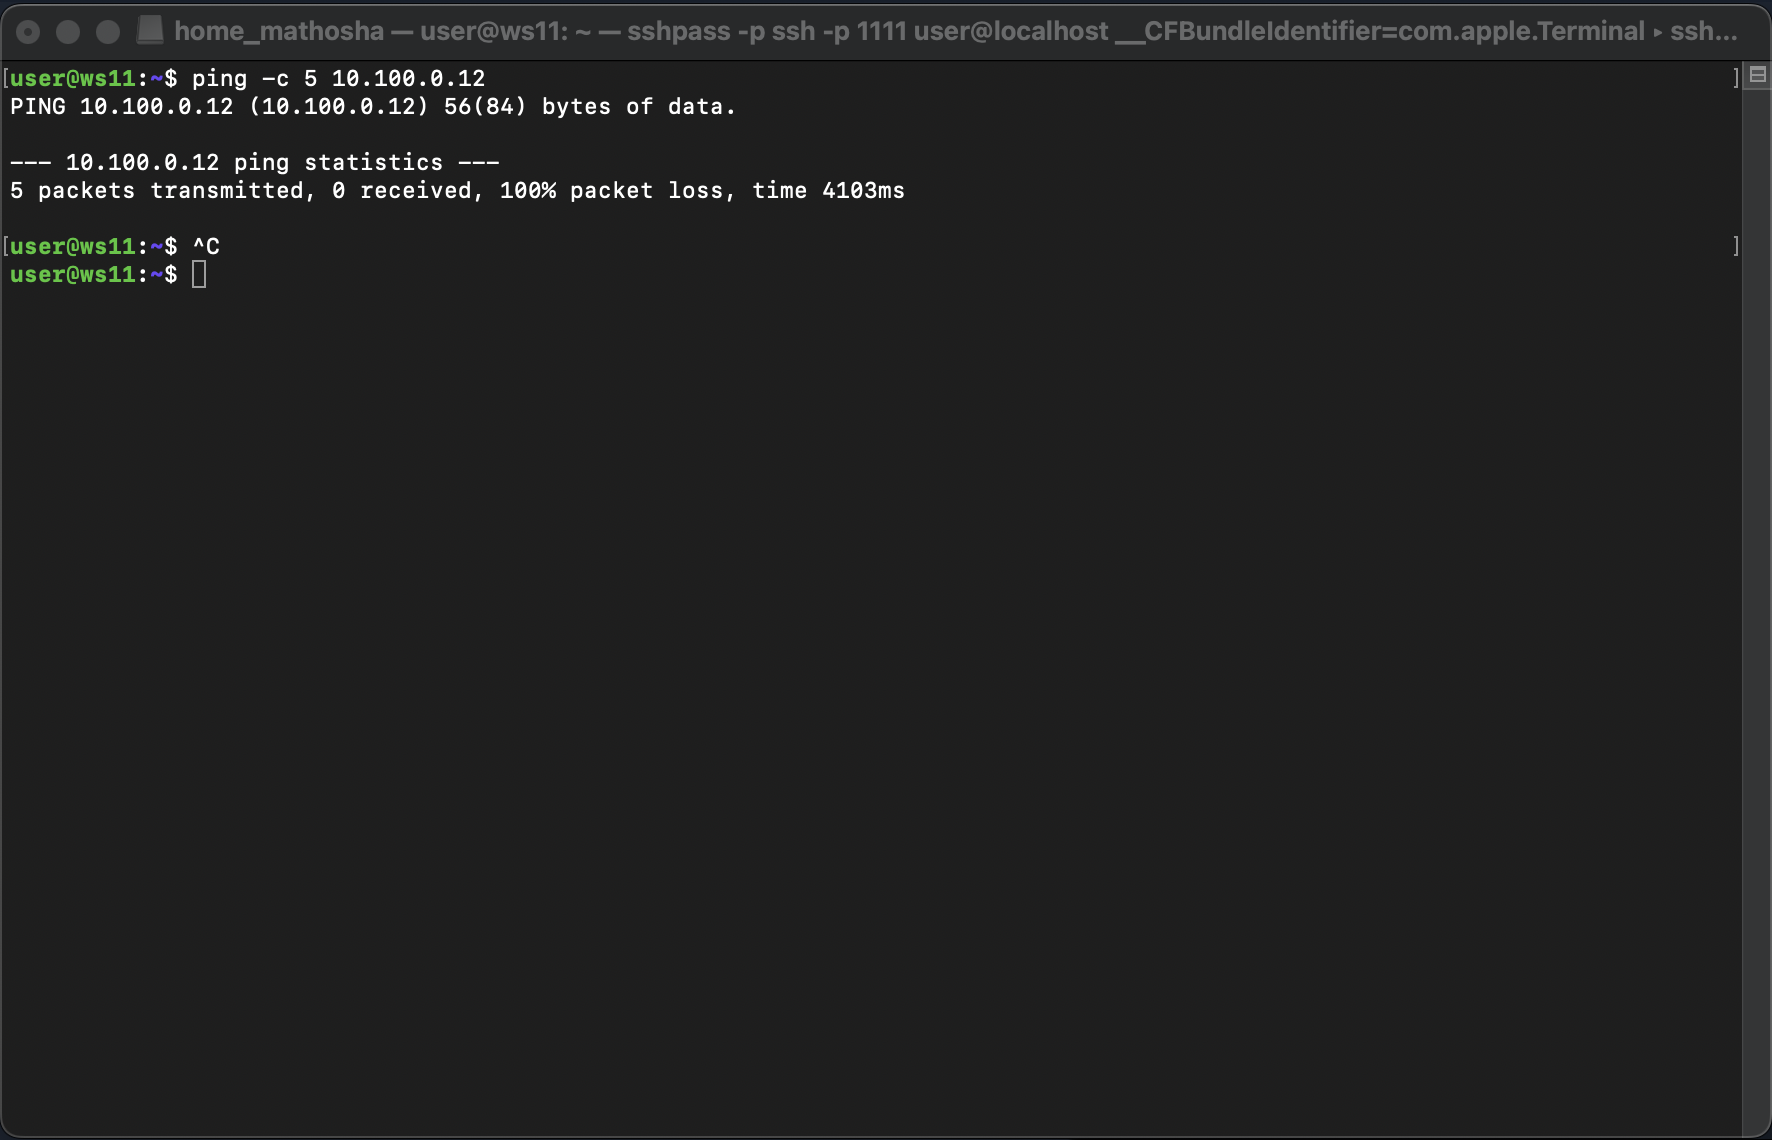 home_mathosha — user@ws11: ~ — sshpass -p ssh -p 1111 user@localhost __CFBundleIdentifier=com.apple.Terminal ▸ ssh...
[user@ws11:~$ ping -c 5 10.100.0.12 ]
PING 10.100.0.12 (10.100.0.12) 56(84) bytes of data.
--- 10.100.0.12 ping statistics ---
5 packets transmitted, 0 received, 100% packet loss, time 4103ms
[user@ws11:~$ ^C ]
user@ws11:~$